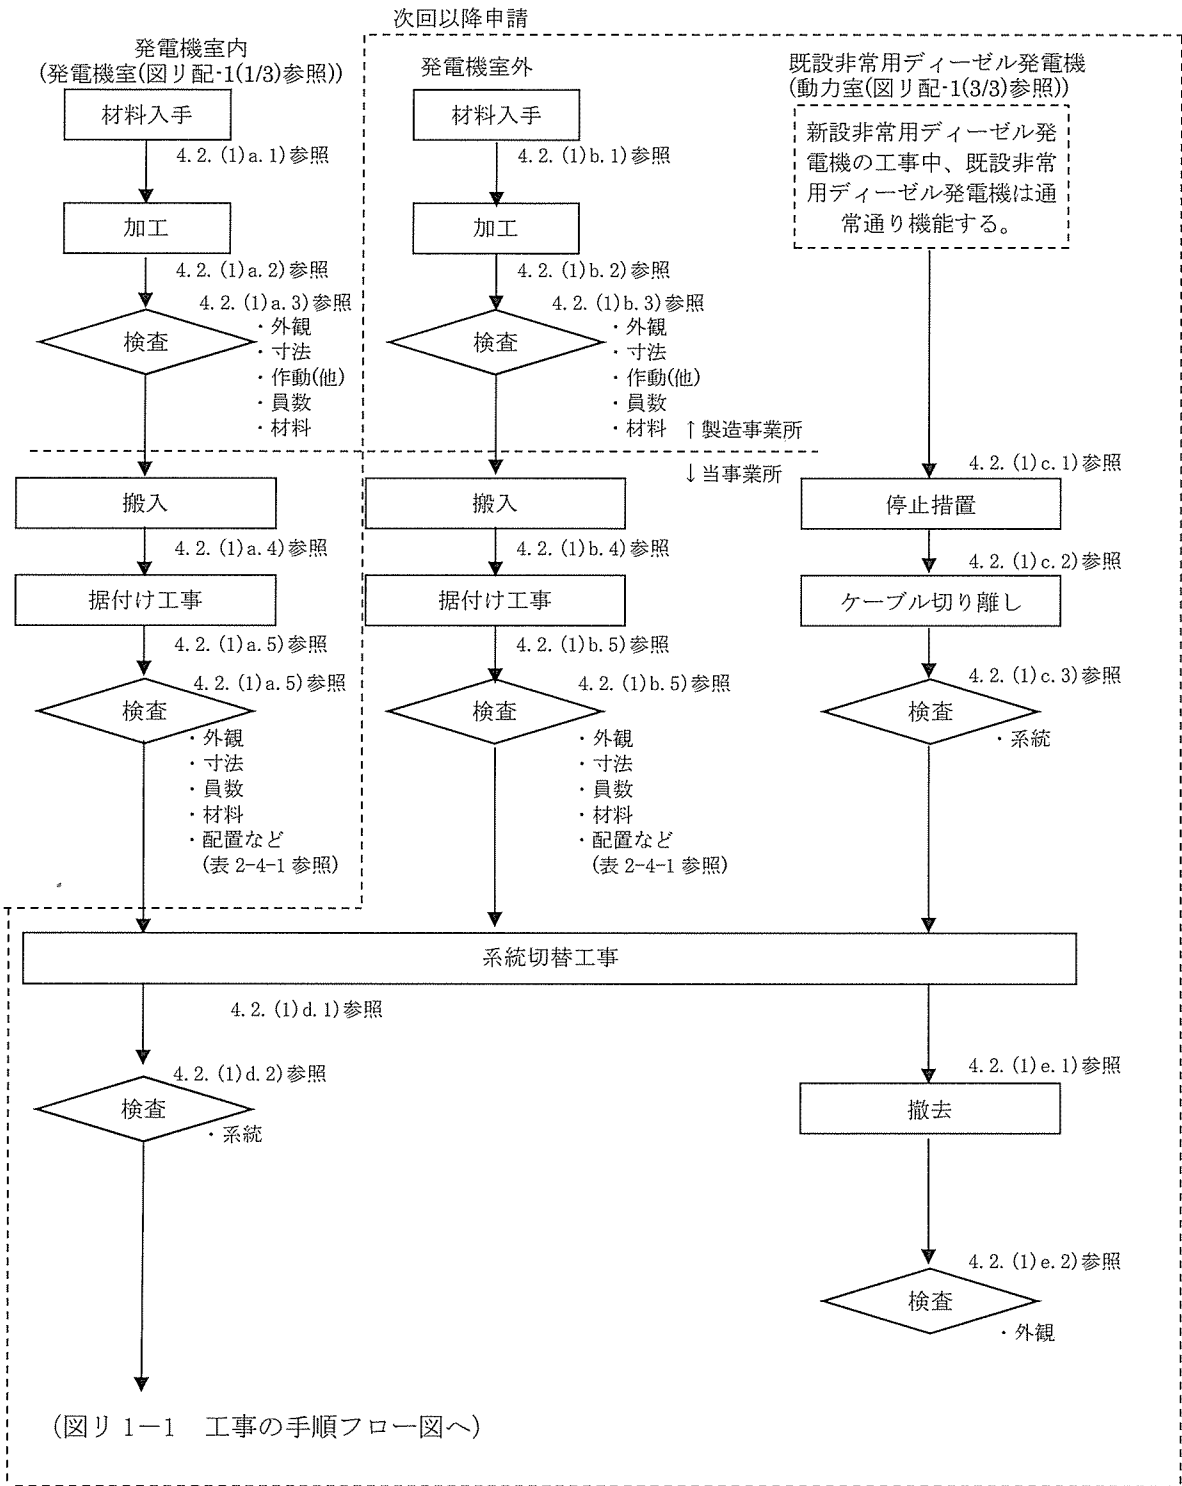 次回以降申請
発電機室内
(発電機室(図リ配-1(1/3)参照))
材料入手
4.2.(1)a.1)参照
加工
4.2.(1)a.2)参照
4.2.(1)a.3)参照
検査
・外観
・寸法
・作動(他)
・員数
・材料
搬入
4.2.(1)a.4)参照
据付け工事
4.2.(1)a.5)参照
4.2.(1)a.5)参照
検査
・外観
・寸法
・員数
・材料
・配置など
(表 2-4-1 参照)
発電機室外
材料入手
4.2.(1)b.1)参照
加工
4.2.(1)b.2)参照
4.2.(1)b.3)参照
検査
・外観
・寸法
・作動(他)
・員数
・材料
↑製造事業所
↓当事業所
搬入
4.2.(1)b.4)参照
据付け工事
4.2.(1)b.5)参照
4.2.(1)b.5)参照
検査
・外観
・寸法
・員数
・材料
・配置など
(表 2-4-1 参照)
既設非常用ディーゼル発電機
(動力室(図リ配-1(3/3)参照))
新設非常用ディーゼル発
電機の工事中、既設非常
用ディーゼル発電機は通
常通り機能する。
4.2.(1)c.1)参照
停止措置
4.2.(1)c.2)参照
ケーブル切り離し
4.2.(1)c.3)参照
検査
・系統
系統切替工事
4.2.(1)d.1)参照
4.2.(1)d.2)参照
検査
・系統
4.2.(1)e.1)参照
撤去
4.2.(1)e.2)参照
検査
・外観
(図リ 1－1　工事の手順フロー図へ)